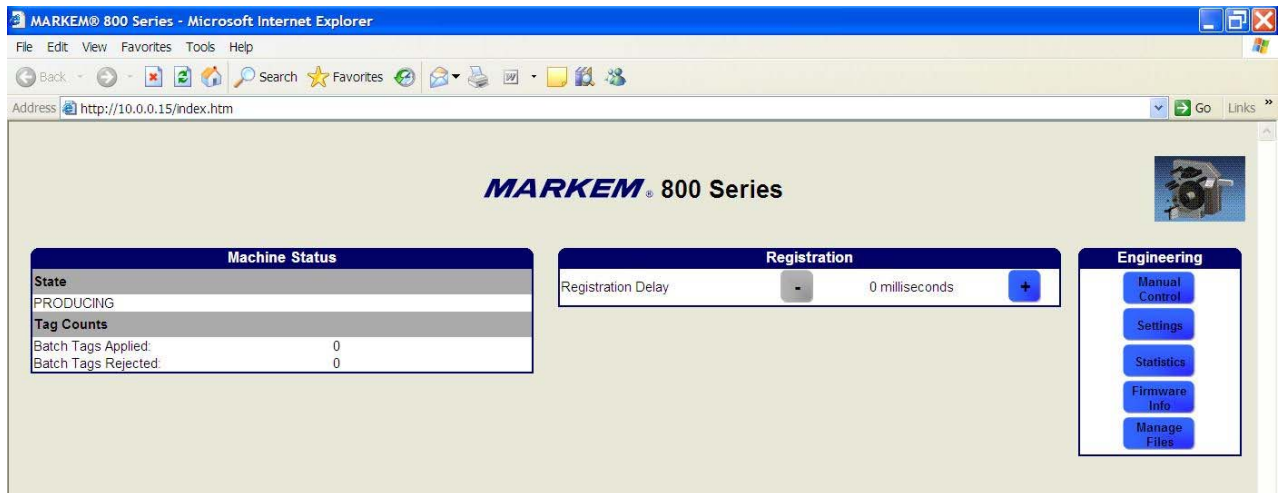 MARKEM® 800 Series - Microsoft Internet Explorer
File Edit View Favorites Tools Help
Back Search Favorites
Address http://10.0.0.15/index.htm Go Links »
MARKEM® 800 Series
Machine Status
State
PRODUCING
Tag Counts
Batch Tags Applied: 0
Batch Tags Rejected: 0
Registration
Registration Delay - 0 milliseconds +
Engineering
Manual
Control
Settings
Statistics
Firmware
Info
Manage
Files